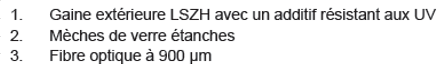 1. Gaine extérieure LSZH avec un additif résistant aux UV
2. Mèches de verre étanches
3. Fibre optique à 900 µm